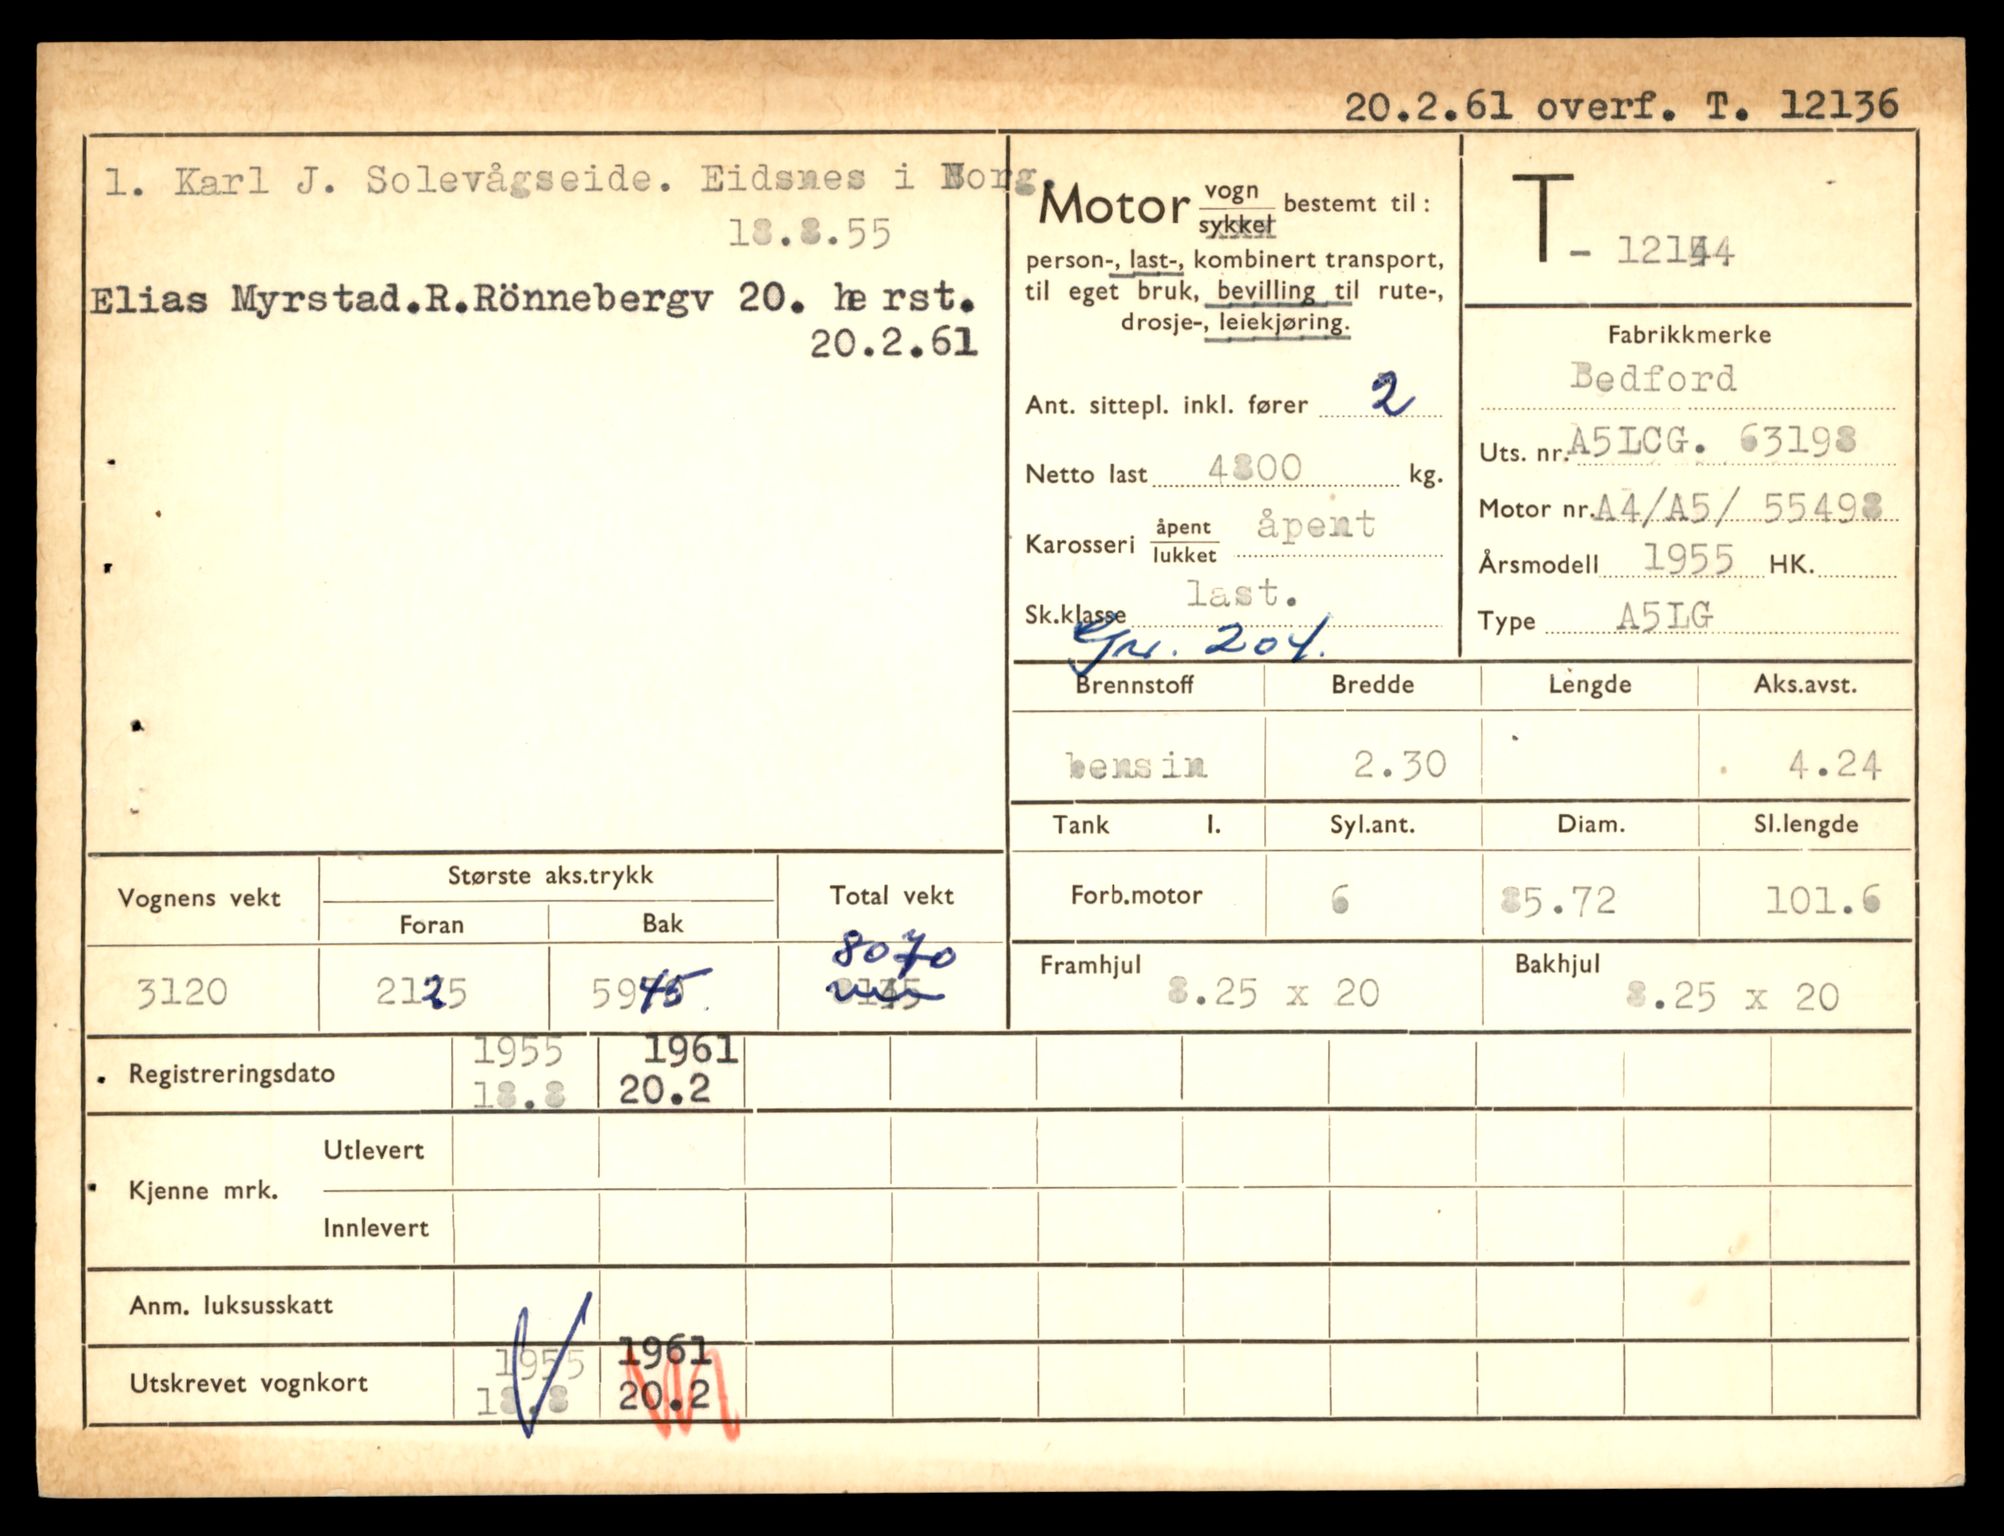 20.2.61 overf. T. 12136
1. Karl J. Solevågseide. Eidsnes i Borg.
18.8.55
Elias Myrstad.R.Rönnebergv 20. he rst.
20.2.61
Motor vogn sykkel bestemt til :
person-, last-, kombinert transport,
til eget bruk, bevilling til rute-,
drosje-, leiekjøring.
Ant. sittepl. inkl. fører 2
Netto last 4800 kg.
Karosseri åpent lukket åpent
last.
Sk.klasse
Gr. 201.
T - 12144
Fabrikkmerke
Bedford
Uts. nr. A5LCG. 63198
Motor nr. A4/A5/ 55498
Årsmodell 1955 HK.
Type A5LG
Brennstoff Bredde Lengde Aks.avst.
bensin 2.30 4.24
Tank l. Syl.ant. Diam. Sl.lengde
Forb.motor 6 85.72 101.6
Framhjul 8.25 x 20 Bakhjul 8.25 x 20
Vognens vekt Største aks.trykk Total vekt
Foran Bak
8070
3120 2125 5945
Registreringsdato 1955 1961
18.8 20.2
Kjenne mrk. Utlevert
Innlevert
Anm. luksusskatt
Utskrevet vognkort 1955 1961
18.8 20.2